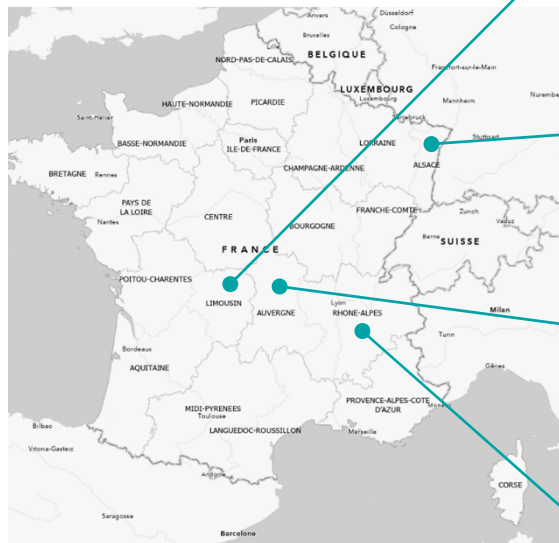 Anvers
Düsseldorf
Cologne
Bruxelles
Lille
BELGIQUE
NORD-PAS-DE-CALAIS
Frankfort-sur-le-Main
LUXEMBOURG
Luxembourg
Nurembe
HAUTE-NORMANDIE
PICARDIE
Mannheim
Saint-Hélier
Sarrebruck
Stuttgart
BASSE-NORMANDIE
Paris
ILE-DE-FRANCE
LORRAINE
CHAMPAGNE-ARDENNE
ALSACE
BRETAGNE
Rennes
PAYS DE
LA LOIRE
Nantes
CENTRE
FRANCHE-COMTE
Zurich
Vaduz
BOURGOGNE
Berne
SUISSE
FRANCE
POITOU-CHARENTES
LIMOUSIN
Lyon
AUVERGNE
RHONE-ALPES
Milan
Turin
Bordeaux
AQUITAINE
Gênes
MIDI-PYRENEES
Toulouse
PROVENCE-ALPES-COTE
D'AZUR
Monaco
Bilbao
LANGUEDOC-ROUSSILLON
Marseille
Vitoria-Gasteiz
Andorre
CORSE
Saragosse
Barcelone